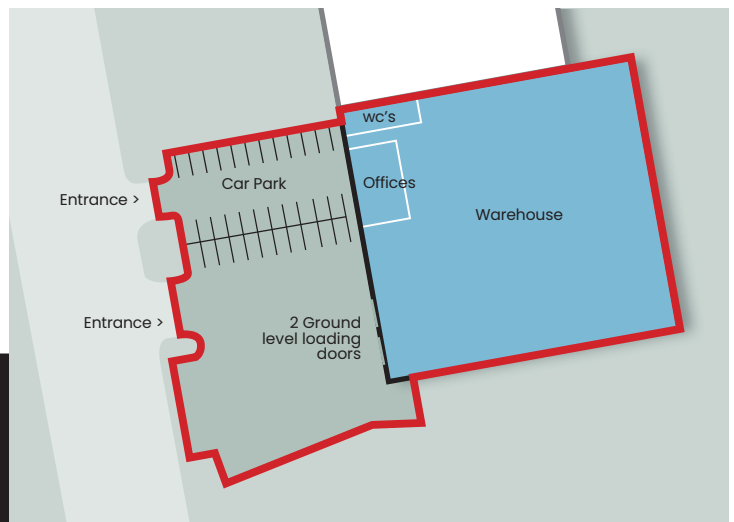 wc's
Car Park
Offices
Entrance >
Warehouse
Entrance >
2 Ground
level loading
doors